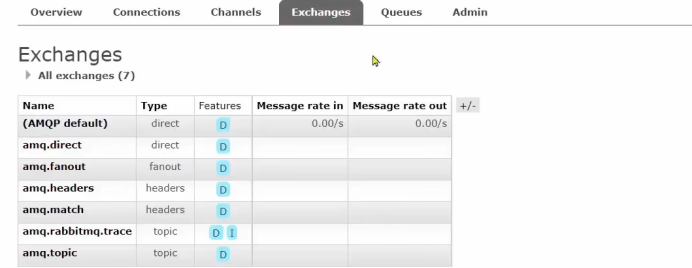 Overview Connections Channels Exchanges Queues Admin
Exchanges
All exchanges (7)
Name Type Features Message rate in Message rate out +/-
(AMQP default) direct D 0.00/s 0.00/s
amq.direct direct D
amq.fanout fanout D
amq.headers headers D
amq.match headers D
amq.rabbitmq.trace topic D I
amq.topic topic D